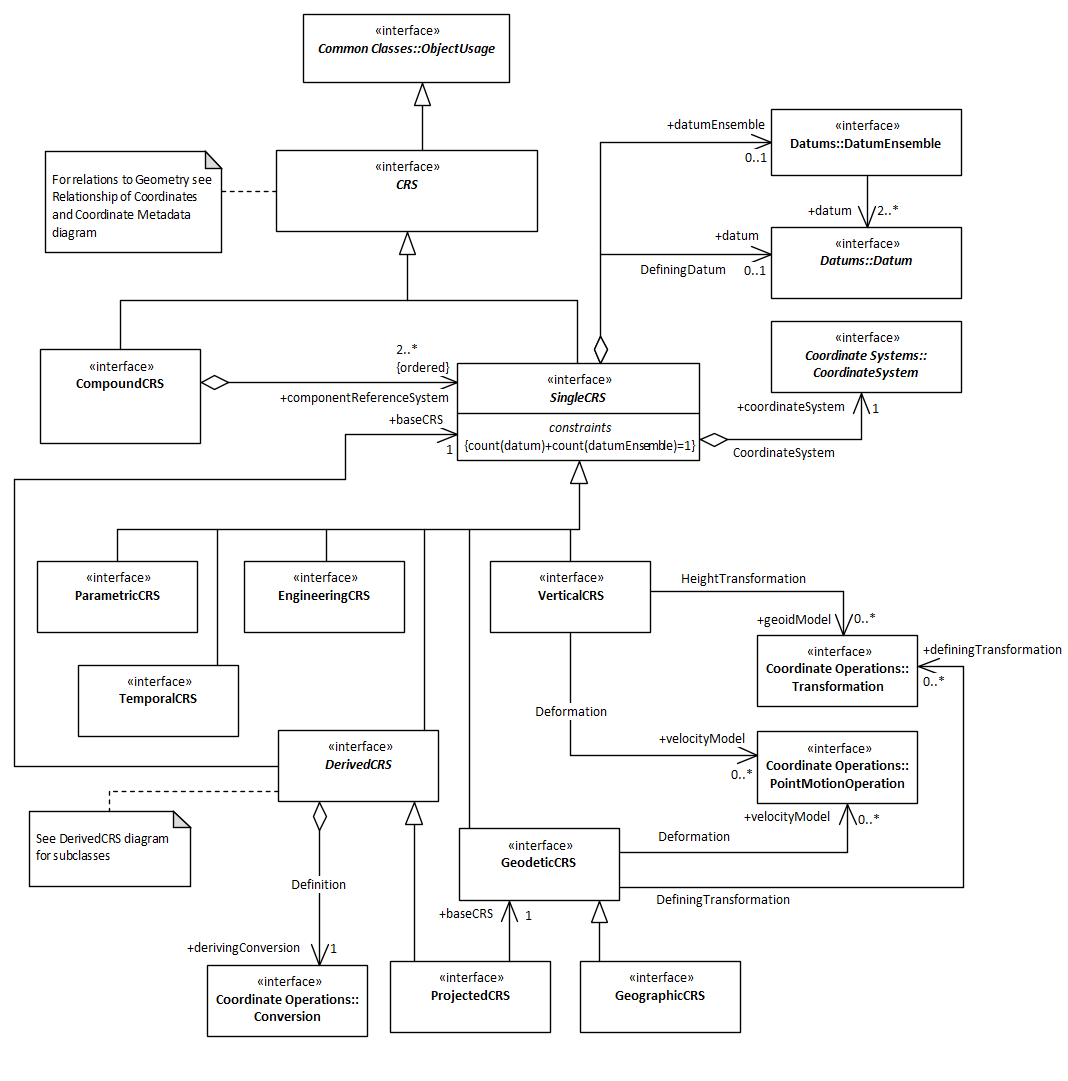 «interface»
Common Classes::ObjectUsage
«interface»
CRS
For relations to Geometry see
Relationship of Coordinates
and Coordinate Metadata
diagram
+datumEnsemble
0..1
«interface»
Datums::DatumEnsemble
+datum
2..*
+datum
DefiningDatum
0..1
«interface»
Datums::Datum
«interface»
CompoundCRS
2..*
{ordered}
+componentReferenceSystem
+baseCRS
1
«interface»
SingleCRS
constraints
{count(datum)+count(datumEnsemble)=1}
«interface»
Coordinate Systems::
CoordinateSystem
+coordinateSystem
1
CoordinateSystem
«interface»
ParametricCRS
«interface»
EngineeringCRS
«interface»
VerticalCRS
HeightTransformation
+geoidModel
0..*
«interface»
TemporalCRS
«interface»
Coordinate Operations::
Transformation
+definingTransformation
0..*
Deformation
+velocityModel
0..*
«interface»
DerivedCRS
«interface»
Coordinate Operations::
PointMotionOperation
+velocityModel
0..*
See DerivedCRS diagram
for subclasses
«interface»
GeodeticCRS
Deformation
DefiningTransformation
Definition
+derivingConversion
1
+baseCRS
1
«interface»
Coordinate Operations::
Conversion
«interface»
ProjectedCRS
«interface»
GeographicCRS